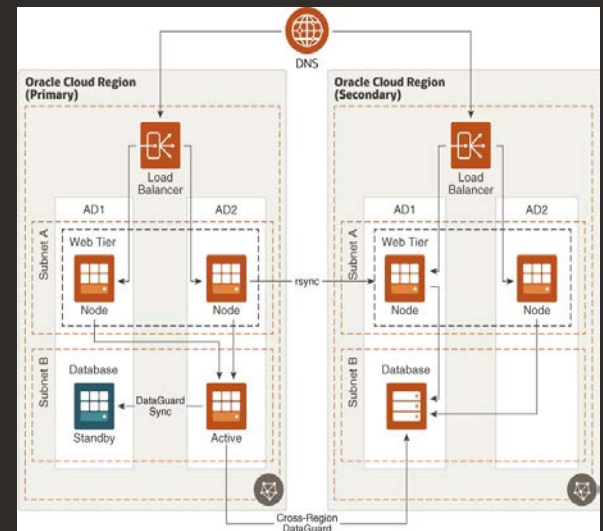 DNS
Oracle Cloud Region
(Primary)
Load
Balancer
AD1
AD2
Subnet A
Web Tier
Node
Node
Subnet B
Database
DataGuard
Sync
Standby
Active
rsync
Oracle Cloud Region
(Secondary)
Load
Balancer
AD1
AD2
Subnet A
Web Tier
Node
Node
Subnet B
Database
Cross-Region
DataGuard